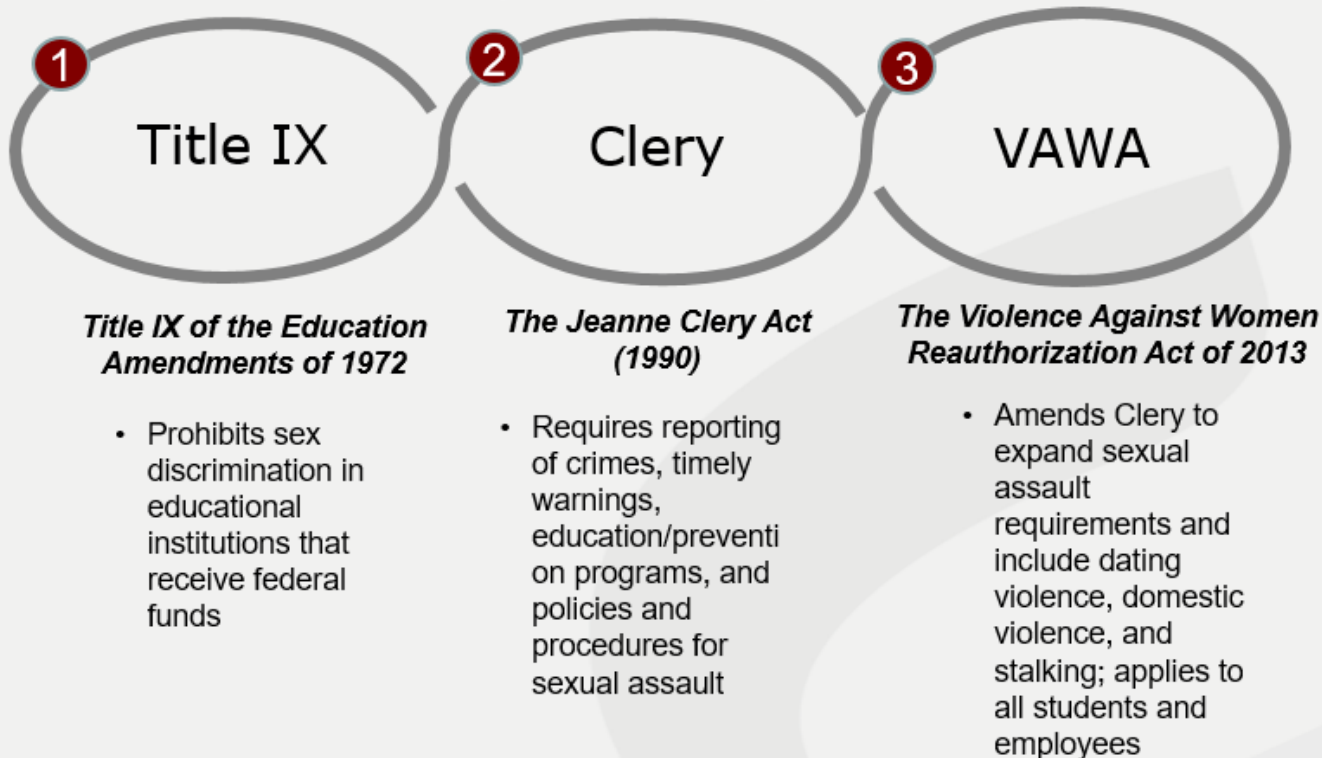 1
Title IX
Title IX of the Education
Amendments of 1972
• Prohibits sex
discrimination in
educational
institutions that
receive federal
funds
2
Clery
The Jeanne Clery Act
(1990)
• Requires reporting
of crimes, timely
warnings,
education/preventi
on programs, and
policies and
procedures for
sexual assault
3
VAWA
The Violence Against Women
Reauthorization Act of 2013
• Amends Clery to
expand sexual
assault
requirements and
include dating
violence, domestic
violence, and
stalking; applies to
all students and
employees